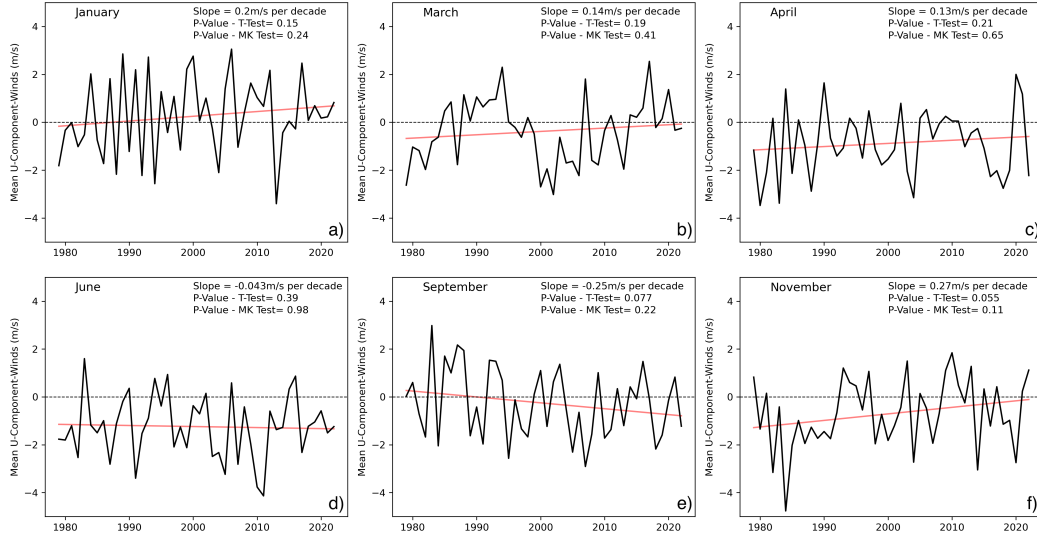 January
Slope = 0.2m/s per decade
P-Value - T-Test= 0.15
P-Value - MK Test= 0.24
Mean U-Component-Winds (m/s)
4
2
0
−2
−4
1980
1990
2000
2010
2020
a)
March
Slope = 0.14m/s per decade
P-Value - T-Test= 0.19
P-Value - MK Test= 0.41
Mean U-Component-Winds (m/s)
4
2
0
−2
−4
1980
1990
2000
2010
2020
b)
April
Slope = 0.13m/s per decade
P-Value - T-Test= 0.21
P-Value - MK Test= 0.65
Mean U-Component-Winds (m/s)
4
2
0
−2
−4
1980
1990
2000
2010
2020
c)
June
Slope = -0.043m/s per decade
P-Value - T-Test= 0.39
P-Value - MK Test= 0.98
Mean U-Component-Winds (m/s)
4
2
0
−2
−4
1980
1990
2000
2010
2020
d)
September
Slope = -0.25m/s per decade
P-Value - T-Test= 0.077
P-Value - MK Test= 0.22
Mean U-Component-Winds (m/s)
4
2
0
−2
−4
1980
1990
2000
2010
2020
e)
November
Slope = 0.27m/s per decade
P-Value - T-Test= 0.055
P-Value - MK Test= 0.11
Mean U-Component-Winds (m/s)
4
2
0
−2
−4
1980
1990
2000
2010
2020
f)